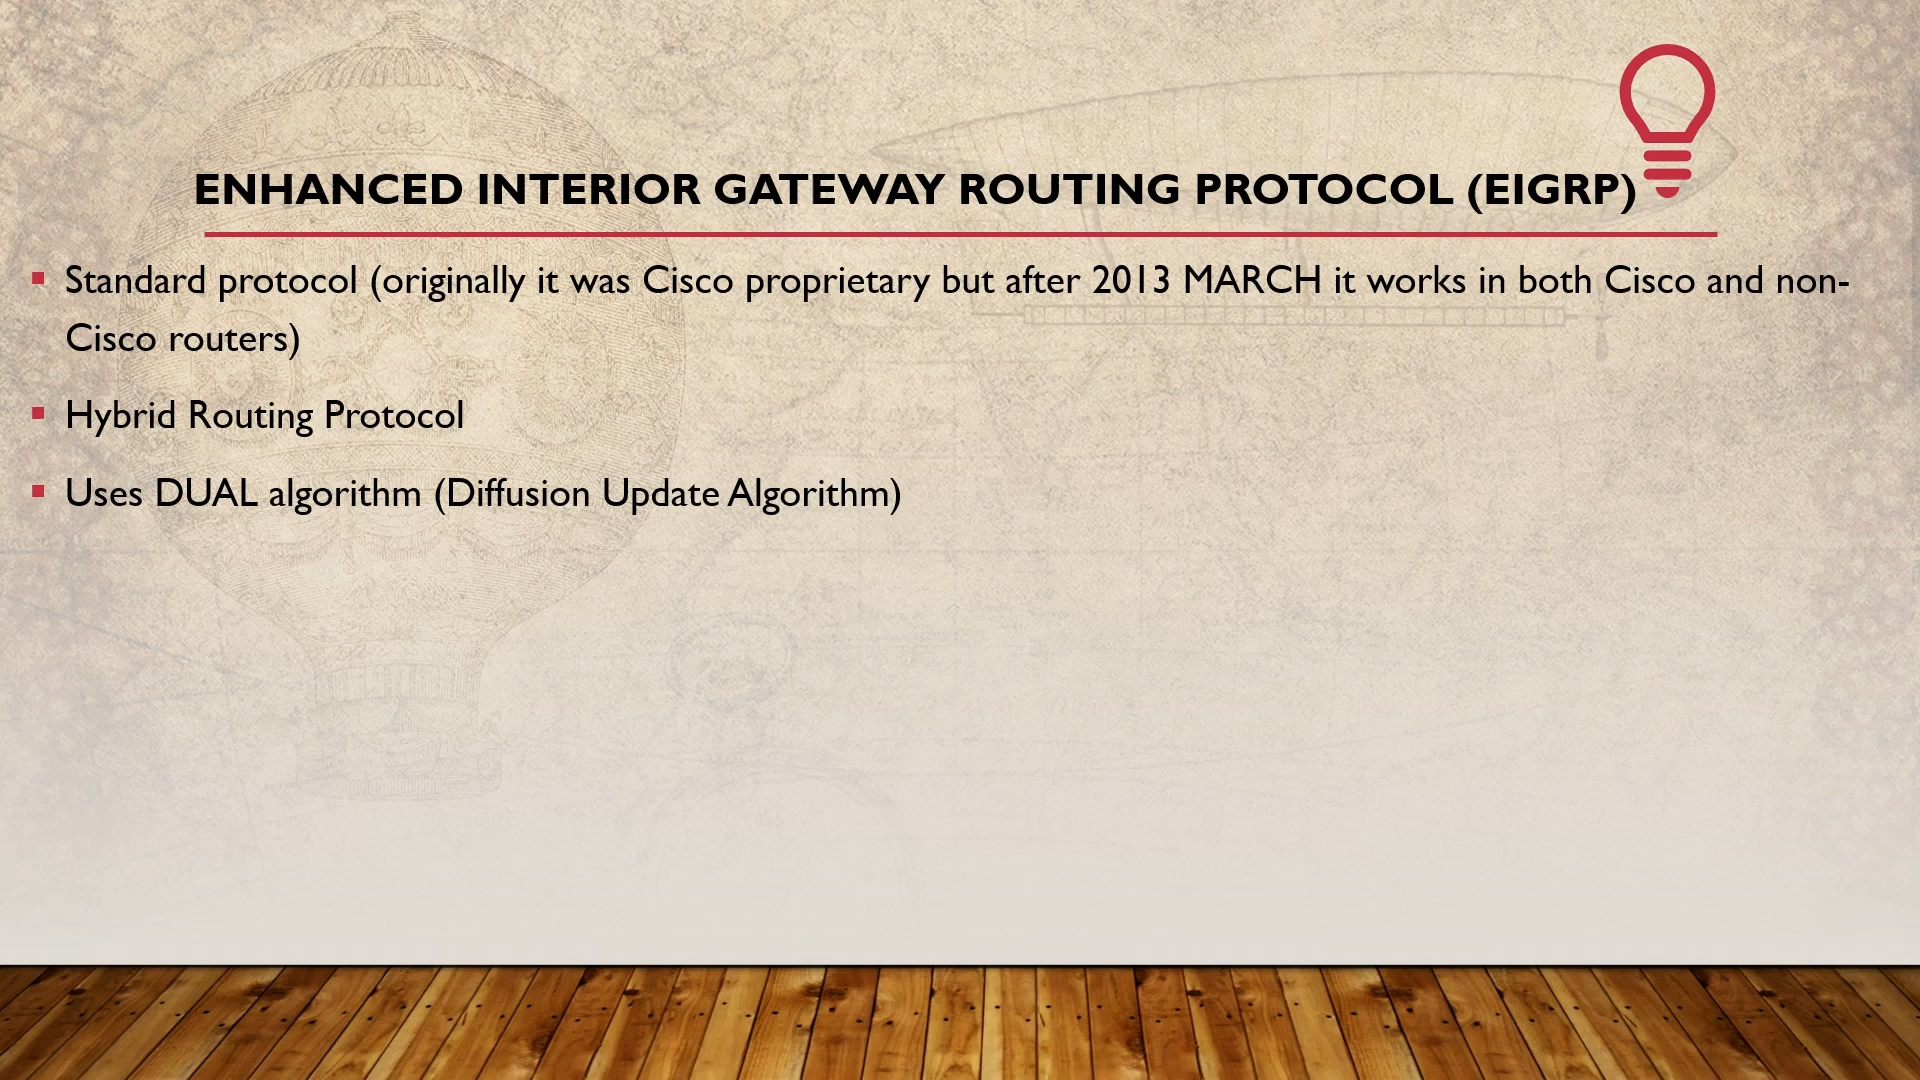 ENHANCED INTERIOR GATEWAY ROUTING PROTOCOL (EIGRP)
Standard protocol (originally it was Cisco proprietary but after 2013 MARCH it works in both Cisco and non-
Cisco routers)
Hybrid Routing Protocol
Uses DUAL algorithm (Diffusion Update Algorithm)